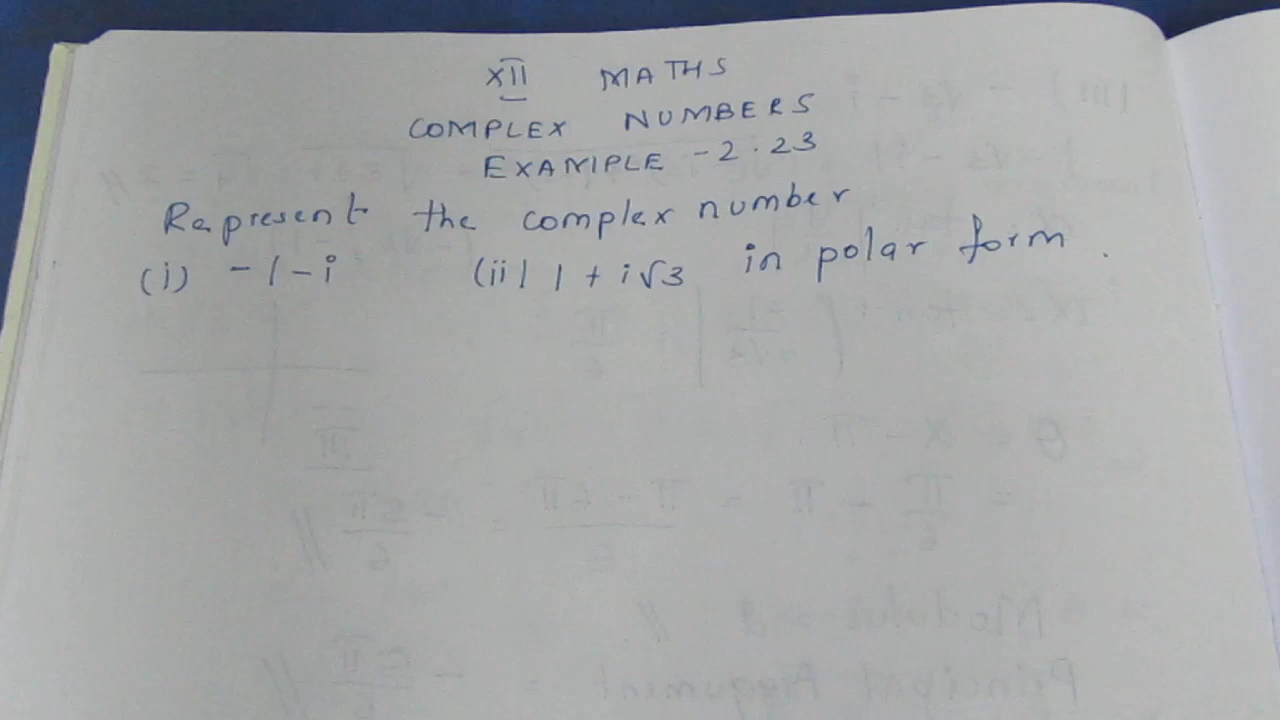 XII MATHS
COMPLEX NUMBERS
EXAMPLE - 2.23
Represent the complex number
(i) -1-i (ii) 1 + i√3 in polar form.